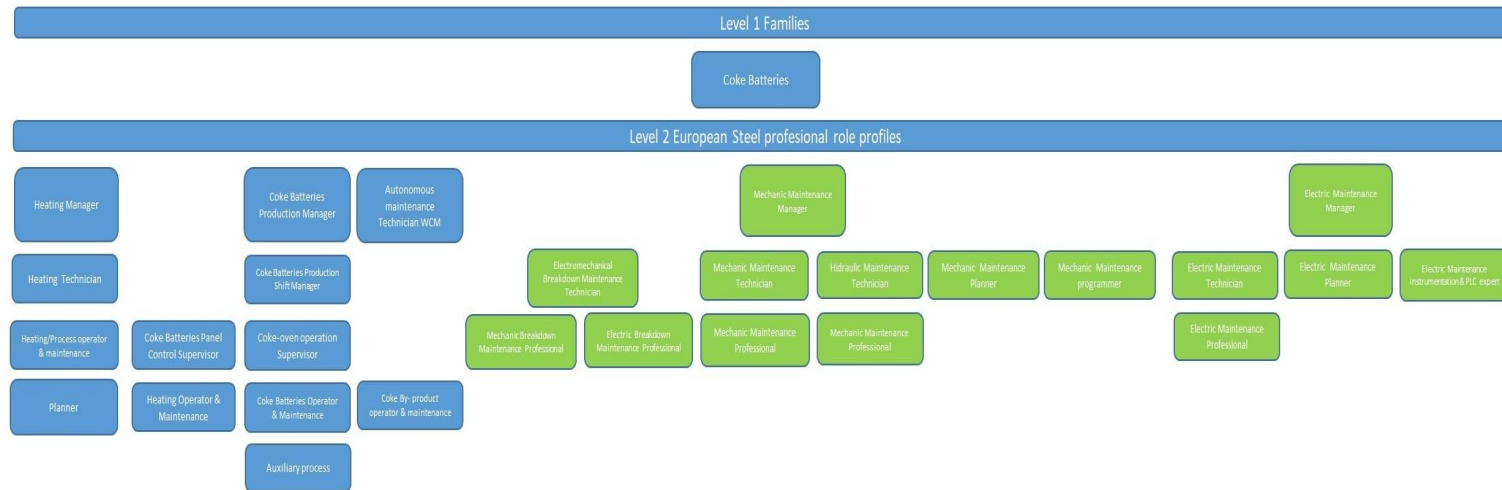 Level 1 Families
Coke Batteries
Level 2 European Steel profesional role profiles
Heating Manager
Coke Batteries
Production Manager
Autonomous
maintenance
Technician WCM
Mechanic Maintenance
Manager
Electric Maintenance
Manager
Heating Technician
Coke Batteries Production
Shift Manager
Electromechanical
Breakdown Maintenance
Technician
Mechanic Maintenance
Technician
Hidraulic Maintenance
Technician
Mechanic Maintenance
Planner
Mechanic Maintenance
programmer
Electric Maintenance
Technician
Electric Maintenance
Planner
Electric Maintenance
instrumentation & PLC expert
Heating/Process operator
& maintenance
Coke Batteries Panel
Control Supervisor
Coke-oven operation
Supervisor
Mechanic Breakdown
Maintenance Professional
Electric Breakdown
Maintenance Professional
Mechanic Maintenance
Professional
Mechanic Maintenance
Professional
Electric Maintenance
Professional
Planner
Heating Operator &
Maintenance
Coke Batteries Operator
& Maintenance
Coke By- product
operator & maintenance
Auxiliary process